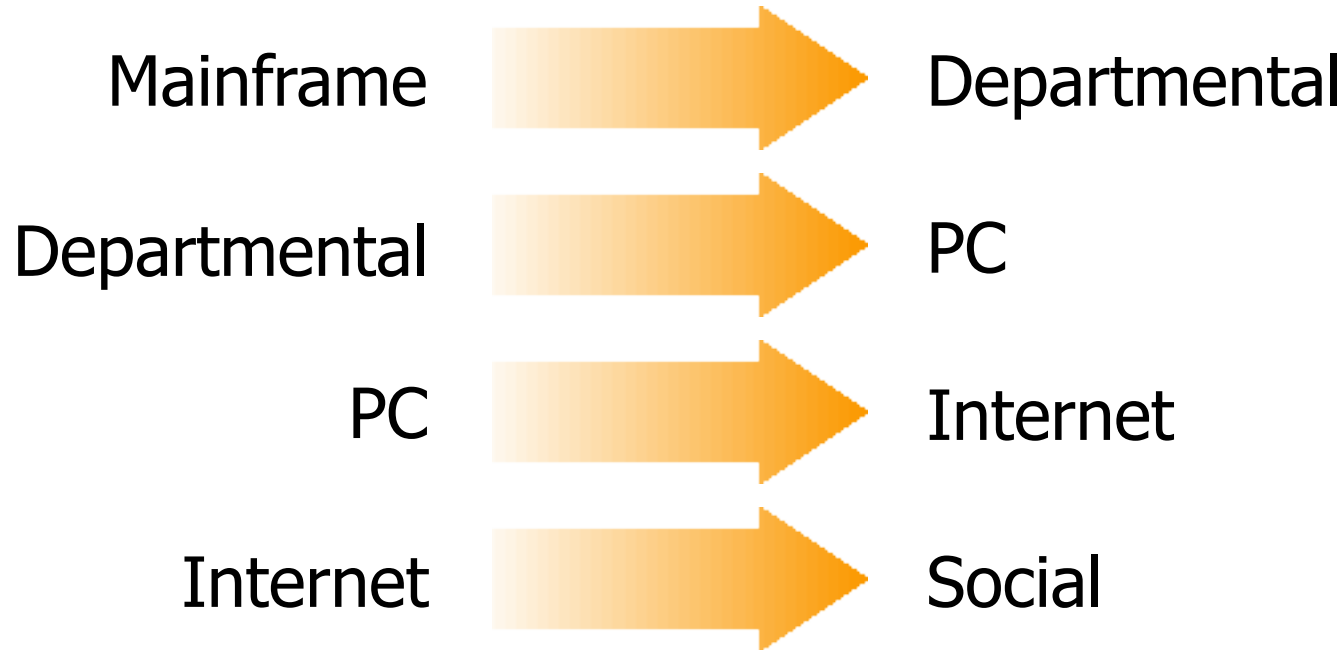 Mainframe Departmental
Departmental PC
PC Internet
Internet Social